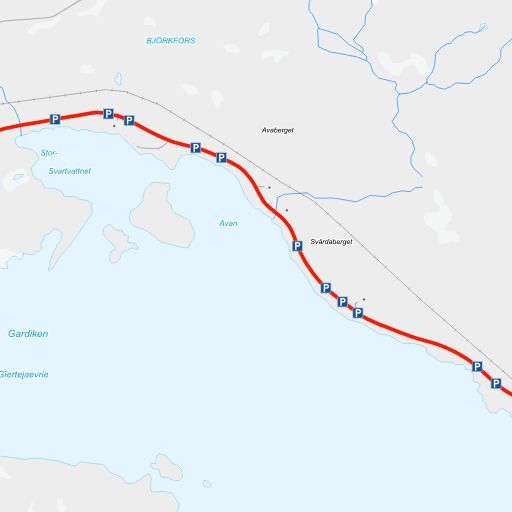 BJÖRKFORS
P
P
P
Avaberget
P
P
Stor-
Svartvattnet
Avan
Svärdaberget
P
P
P
P
Gardiken
P
Giertejaevrie
P